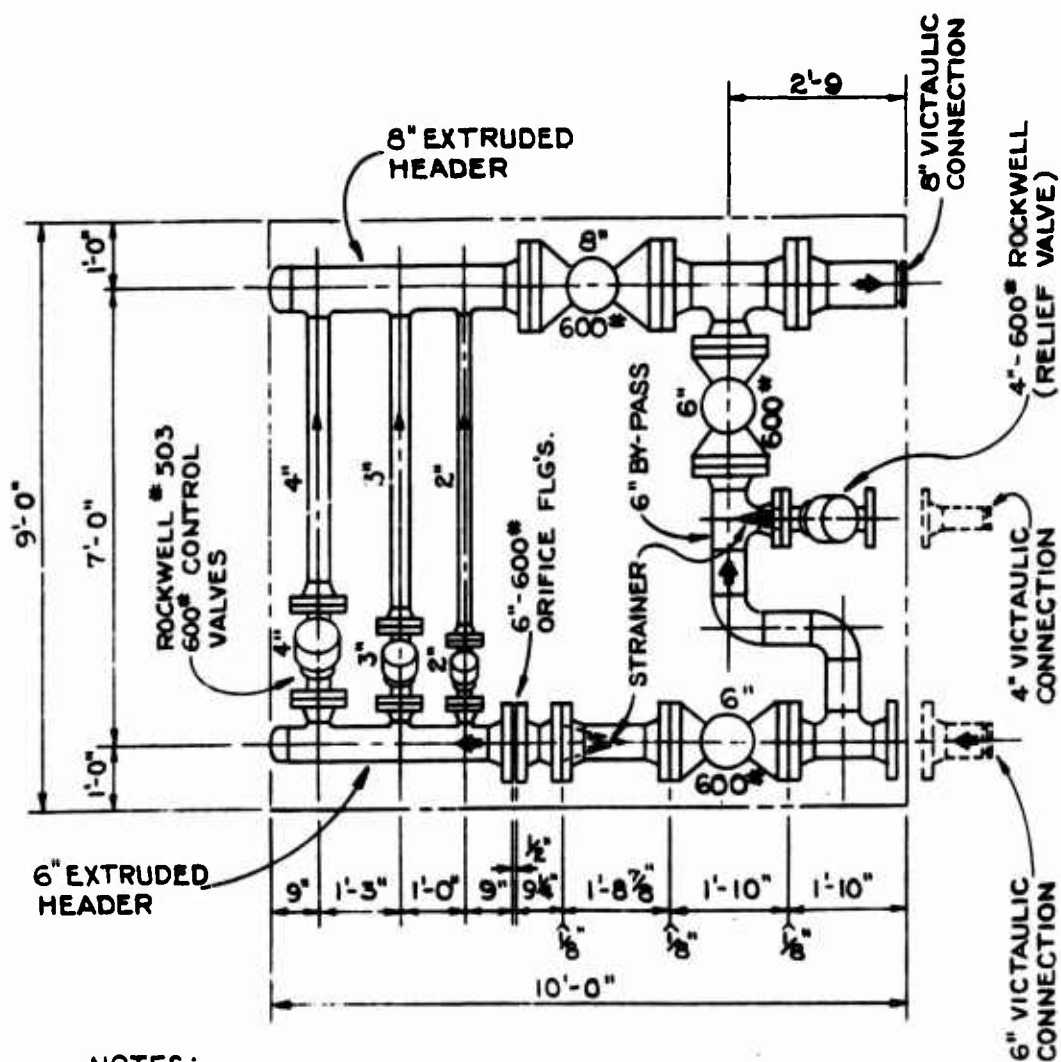 8" EXTRUDED
HEADER
2'-9
8" VICTAULIC
CONNECTION
4"-600# ROCKWELL
(RELIEF VALVE)
9'-0"
1'-0"
7'-0"
1'-0"
8"
600#
6"
600#
ROCKWELL # 503
600# CONTROL
VALVES
4"
3"
2"
4"
3"
2"
6"-600#
ORIFICE FLG'S.
STRAINER
6" BY-PASS
6"
600#
4" VICTAULIC
CONNECTION
6" VICTAULIC
CONNECTION
6" EXTRUDED
HEADER
9"
1'-3"
1'-0"
9"
1/2"
9 1/4"
1'-8 7/8"
1'-10"
1'-10"
1/8"
1/8"
1/8"
10'-0"
NOTES: